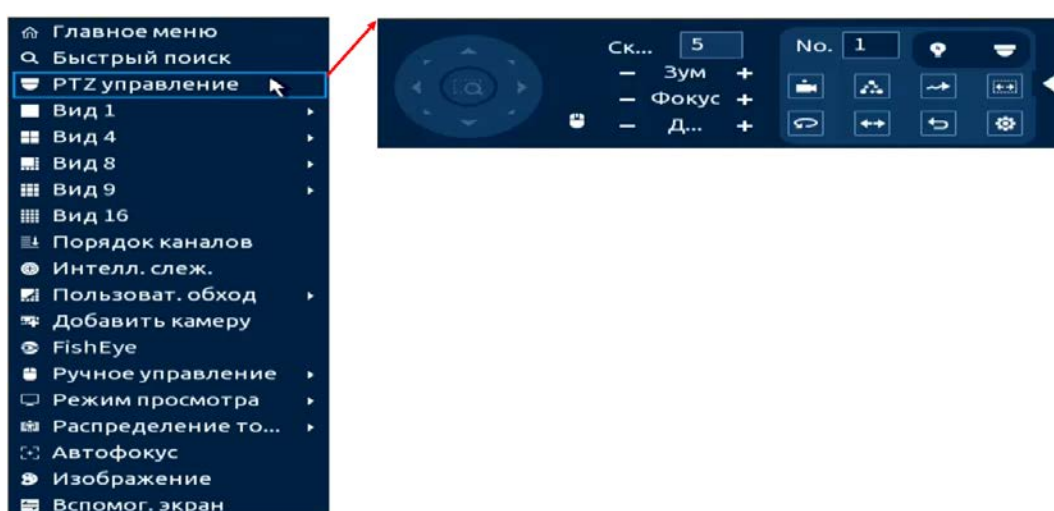 Главное меню
Быстрый поиск
PTZ управление
Вид 1
Вид 4
Вид 8
Вид 9
Вид 16
Порядок каналов
Интелл. слеж.
Пользоват. обход
Добавить камеру
FishEye
Ручное управление
Режим просмотра
Распределение то...
Автофокус
Изображение
Вспомог. экран
Ск... 5 No. 1
− Зум +
− Фокус +
− Д... +